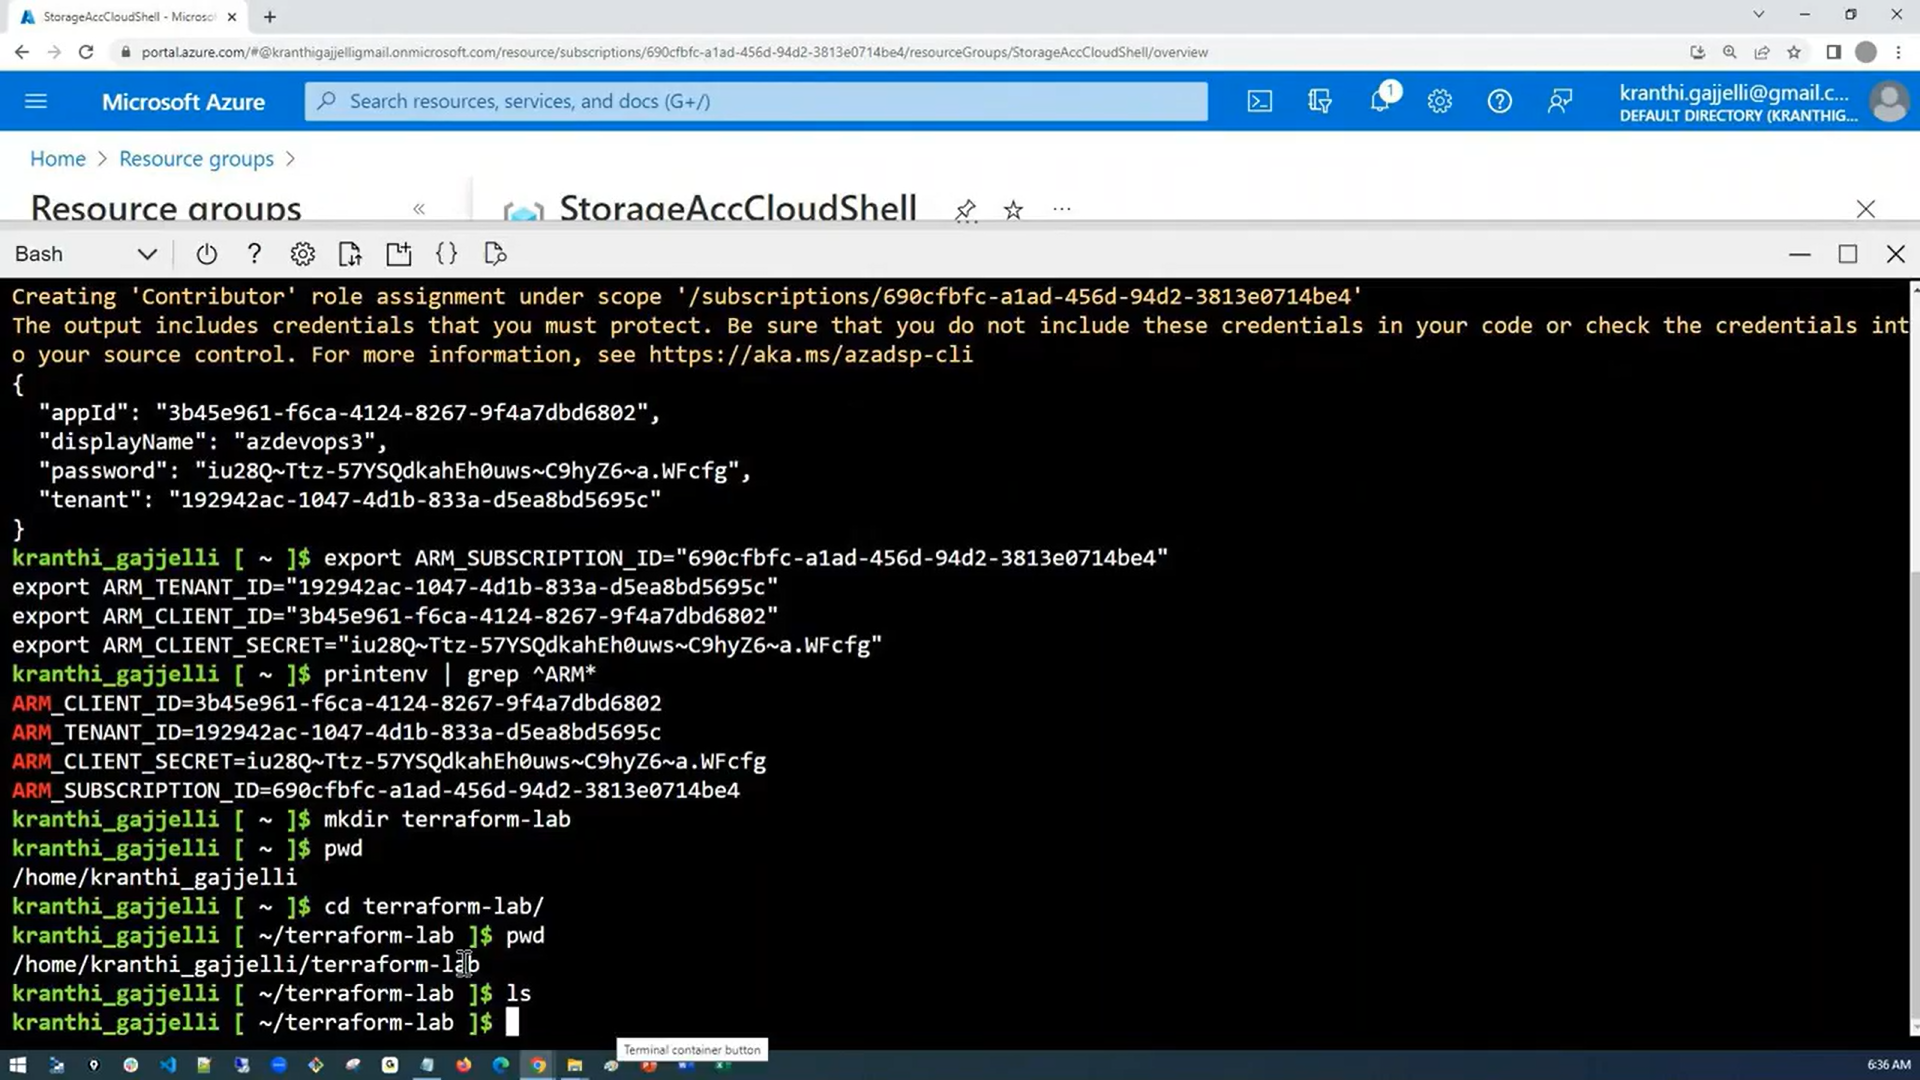 StorageAccCloudShell - Microso
portal.azure.com/#@kranthigajjelligmail.onmicrosoft.com/resource/subscriptions/690cfbfc-a1ad-456d-94d2-3813e0714be4/resourceGroups/StorageAccCloudShell/overview
Microsoft Azure
Search resources, services, and docs (G+/)
1
kranthi.gajjelli@gmail.c...
DEFAULT DIRECTORY (KRANTHIG...
Home > Resource groups >
Resource groups
«
StorageAccCloudShell
...
Bash
Creating 'Contributor' role assignment under scope '/subscriptions/690cfbfc-a1ad-456d-94d2-3813e0714be4'
The output includes credentials that you must protect. Be sure that you do not include these credentials in your code or check the credentials int
o your source control. For more information, see https://aka.ms/azadsp-cli
{
"appId": "3b45e961-f6ca-4124-8267-9f4a7dbd6802",
"displayName": "azdevops3",
"password": "iu28Q~Ttz-57YSQdkahEh0uws~C9hyZ6~a.WFcfg",
"tenant": "192942ac-1047-4d1b-833a-d5ea8bd5695c"
}
kranthi_gajjelli [ ~ ]$ export ARM_SUBSCRIPTION_ID="690cfbfc-a1ad-456d-94d2-3813e0714be4"
export ARM_TENANT_ID="192942ac-1047-4d1b-833a-d5ea8bd5695c"
export ARM_CLIENT_ID="3b45e961-f6ca-4124-8267-9f4a7dbd6802"
export ARM_CLIENT_SECRET="iu28Q~Ttz-57YSQdkahEh0uws~C9hyZ6~a.WFcfg"
kranthi_gajjelli [ ~ ]$ printenv | grep ^ARM*
ARM_CLIENT_ID=3b45e961-f6ca-4124-8267-9f4a7dbd6802
ARM_TENANT_ID=192942ac-1047-4d1b-833a-d5ea8bd5695c
ARM_CLIENT_SECRET=iu28Q~Ttz-57YSQdkahEh0uws~C9hyZ6~a.WFcfg
ARM_SUBSCRIPTION_ID=690cfbfc-a1ad-456d-94d2-3813e0714be4
kranthi_gajjelli [ ~ ]$ mkdir terraform-lab
kranthi_gajjelli [ ~ ]$ pwd
/home/kranthi_gajjelli
kranthi_gajjelli [ ~ ]$ cd terraform-lab/
kranthi_gajjelli [ ~/terraform-lab ]$ pwd
/home/kranthi_gajjelli/terraform-lab
kranthi_gajjelli [ ~/terraform-lab ]$ ls
kranthi_gajjelli [ ~/terraform-lab ]$
Terminal container button
6:36 AM